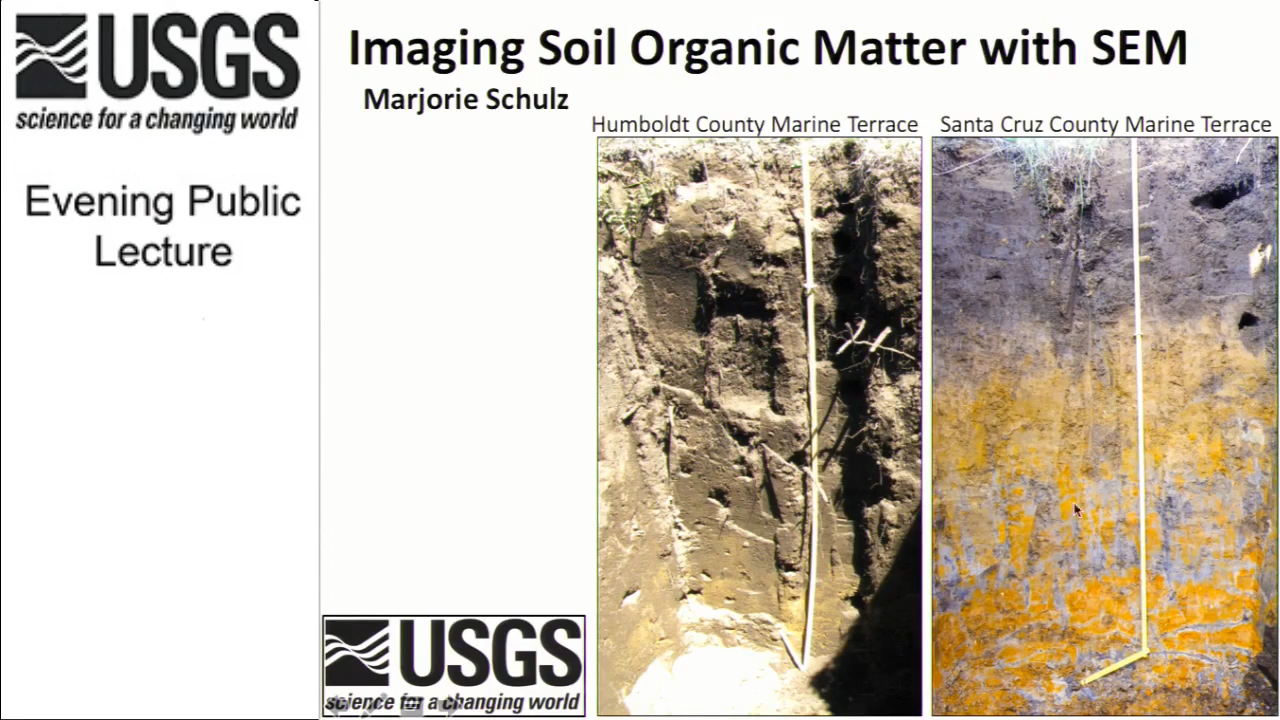 USGS
science for a changing world
Evening Public
Lecture
Imaging Soil Organic Matter with SEM
Marjorie Schulz
Humboldt County Marine Terrace
Santa Cruz County Marine Terrace
USGS
science for a changing world